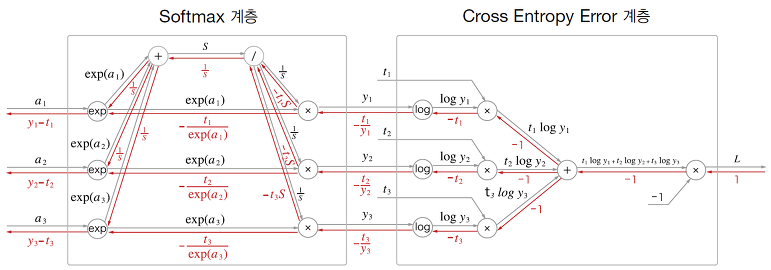 Softmax 계층
Cross Entropy Error 계층
S
+
/
1/S
exp(a₁)
1/S
1/S
-t₁S
t₁
a₁
exp
exp(a₁)
×
y₁
log
log y₁
×
y₁-t₁
-t₁/exp(a₁)
-t₁/y₁
-t₁
t₁ log y₁
-1
exp(a₂)
1/S
1/S
1/S
-t₂S
t₂
a₂
exp
exp(a₂)
×
y₂
log
log y₂
×
t₂ log y₂
+
t₁ log y₁+t₂ log y₂+t₃ log y₃
×
L
y₂-t₂
-t₂/exp(a₂)
-t₂/y₂
-t₂
-1
-1
1
exp(a₃)
-t₃S
1/S
t₃
t₃ log y₃
-1
-1
a₃
exp
exp(a₃)
×
y₃
log
log y₃
×
y₃-t₃
-t₃/exp(a₃)
-t₃/y₃
-t₃